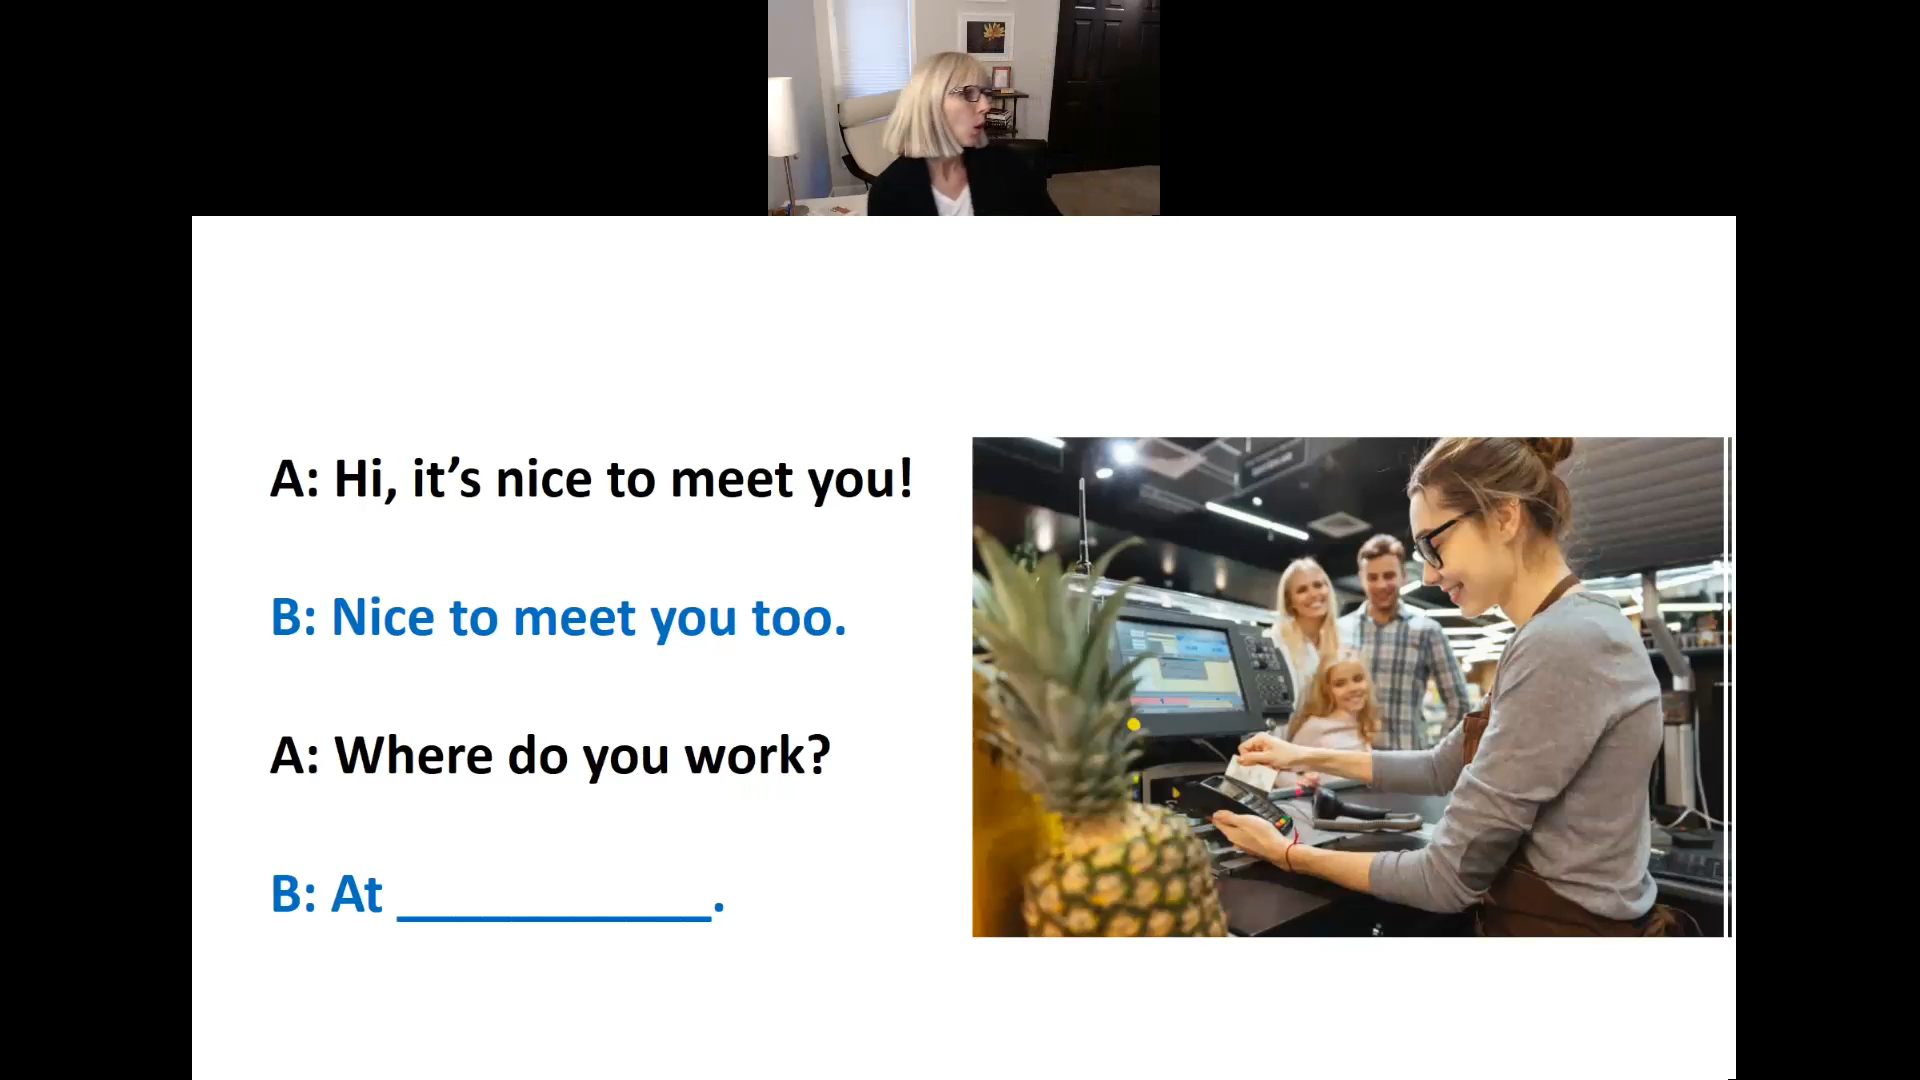 A: Hi, it’s nice to meet you!
B: Nice to meet you too.
A: Where do you work?
B: At ___________.